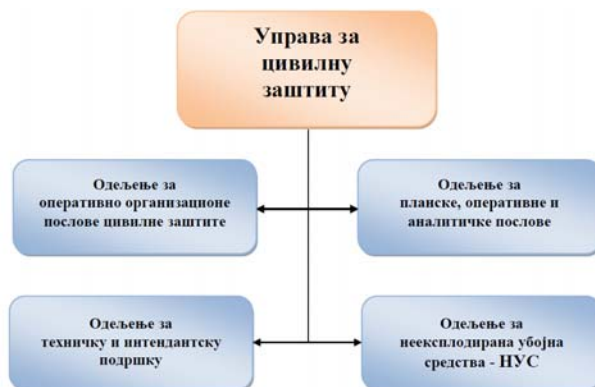 Управа за
цивилну
заштиту
Одељење за
оперативно организационе
послове цивилне заштите
Одељење за
планске, оперативне и
аналитичке послове
Одељење за
техничку и интендантску
подршку
Одељење за
неексплодирана убојна
средства - НУС